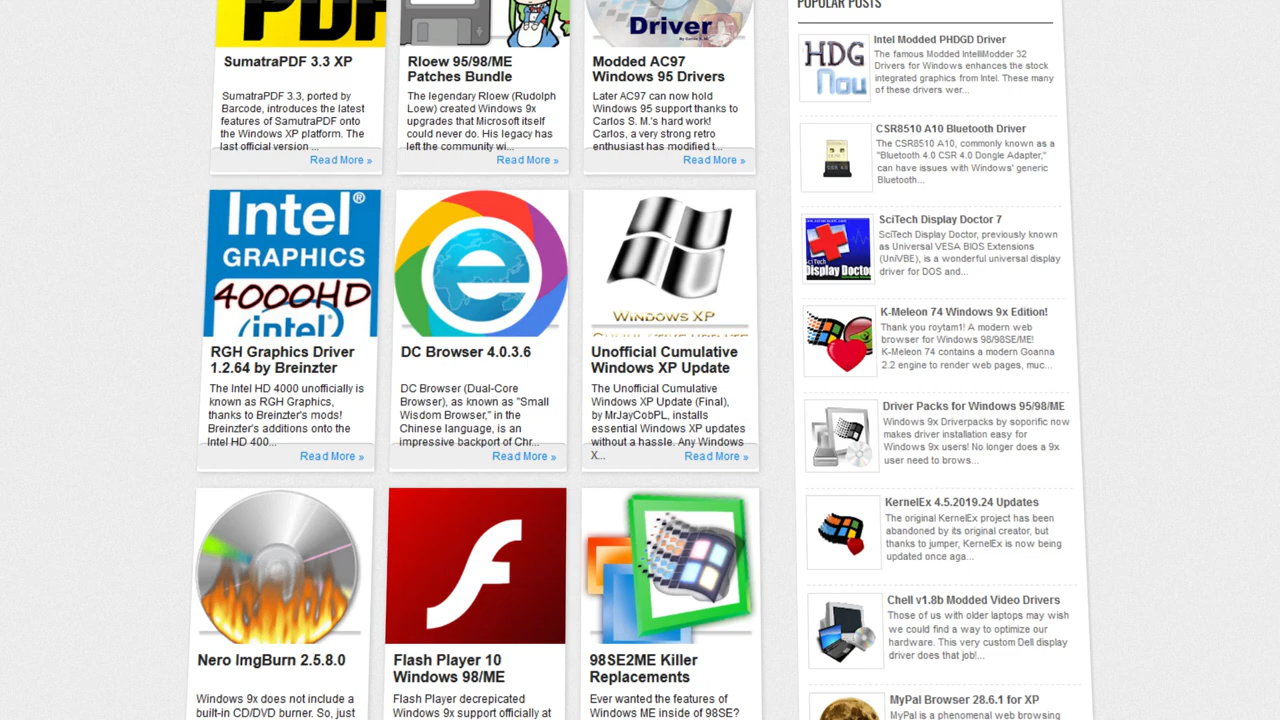 PDF
Driver
By Carlos S. M.
SumatraPDF 3.3 XP
SumatraPDF 3.3, ported by
Barcode, introduces the latest
features of SamutraPDF onto
the Windows XP platform. The
last official version ...
Read More »
Rloew 95/98/ME
Patches Bundle
The legendary Rloew (Rudolph
Loew) created Windows 9x
upgrades that Microsoft itself
could never do. His legacy has
left the community wi...
Read More »
Modded AC97
Windows 95 Drivers
Later AC97 can now hold
Windows 95 support thanks to
Carlos S. M.'s hard work!
Carlos, a very strong retro
enthusiast has modified t...
Read More »
Intel®
GRAPHICS
4000HD
(intel)
RGH Graphics Driver
1.2.64 by Breinzter
The Intel HD 4000 unofficially is
known as RGH Graphics,
thanks to Breinzter's mods!
Breinzter's additions onto the
Intel HD 400...
Read More »
DC Browser 4.0.3.6
DC Browser (Dual-Core
Browser), as known as "Small
Wisdom Browser," in the
Chinese language, is an
impressive backport of Chr...
Read More »
WINDOWS XP
CUMULATIVE UPDATE
Unofficial Cumulative
Windows XP Update
The Unofficial Cumulative
Windows XP Update (Final),
by MrJayCobPL, installs
essential Windows XP updates
without a hassle. Any Windows
X...
Read More »
Nero ImgBurn 2.5.8.0
Windows 9x does not include a
built-in CD/DVD burner. So, just
Flash Player 10
Windows 98/ME
Flash Player decrepicated
Windows 9x support officially at
98SE2ME Killer
Replacements
Ever wanted the features of
Windows ME inside of 98SE?
POPULAR POSTS
HDG
Nou
Intel Modded PHDGD Driver
The famous Modded IntelliModder 32
Drivers for Windows enhances the stock
integrated graphics from Intel. These many
of these drivers wer...
CSR8510 A10 Bluetooth Driver
The CSR8510 A10, commonly known as a
"Bluetooth 4.0 CSR 4.0 Dongle Adapter,"
can have issues with Windows' generic
Bluetooth...
SciTech
Display Doctor
SciTech Display Doctor 7
SciTech Display Doctor, previously known
as Universal VESA BIOS Extensions
(UniVBE), is a wonderful universal display
driver for DOS and...
K-Meleon 74 Windows 9x Edition!
Thank you roytam1! A modern web
browser for Windows 98/98SE/ME!
K-Meleon 74 contains a modern Goanna
2.2 engine to render web pages, muc...
Driver Packs for Windows 95/98/ME
Windows 9x Driverpacks by soporific now
makes driver installation easy for
Windows 9x users! No longer does a 9x
user need to brows...
KernelEx 4.5.2019.24 Updates
The original KernelEx project has been
abandoned by its original creator, but
thanks to jumper, KernelEx is now being
updated once aga...
Chell v1.8b Modded Video Drivers
Those of us with older laptops may wish
we could find a way to optimize our
hardware. This very custom Dell display
driver does that job!...
MyPal Browser 28.6.1 for XP
MyPal is a phenomenal web browsing